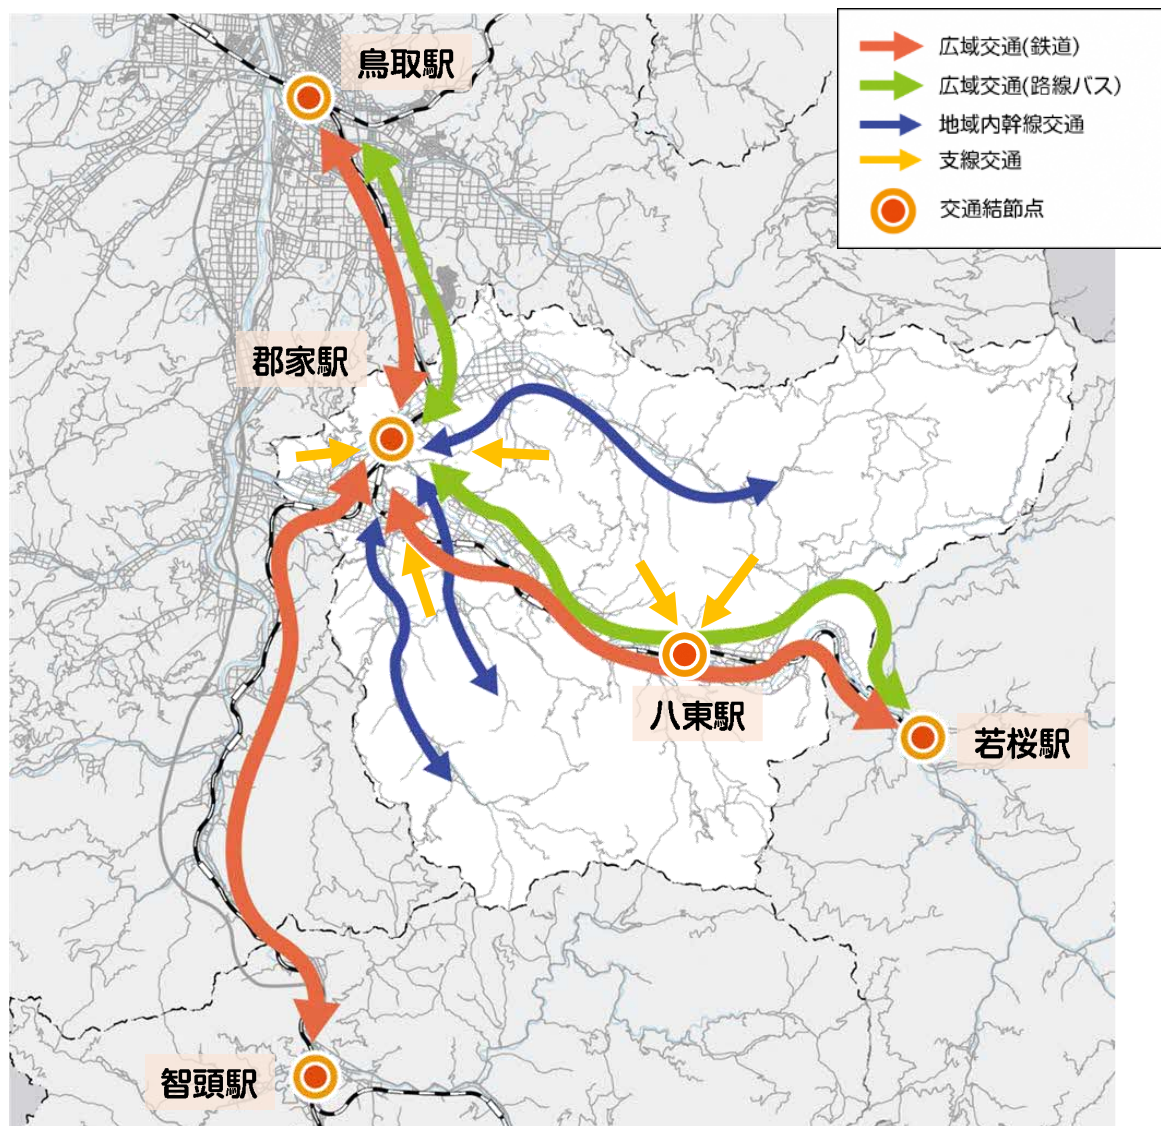 広域交通(鉄道)
広域交通(路線バス)
地域内幹線交通
支線交通
交通結節点
鳥取駅
郡家駅
八東駅
若桜駅
智頭駅